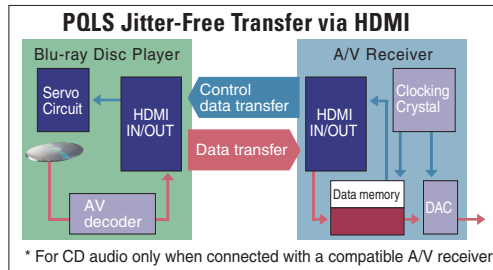 PQLS Jitter-Free Transfer via HDMI
Blu-ray Disc Player
A/V Receiver
Servo
Circuit
HDMI
IN/OUT
Control
data transfer
Data transfer
HDMI
IN/OUT
Clocking
Crystal
AV
decoder
Data memory
DAC
* For CD audio only when connected with a compatible A/V receiver